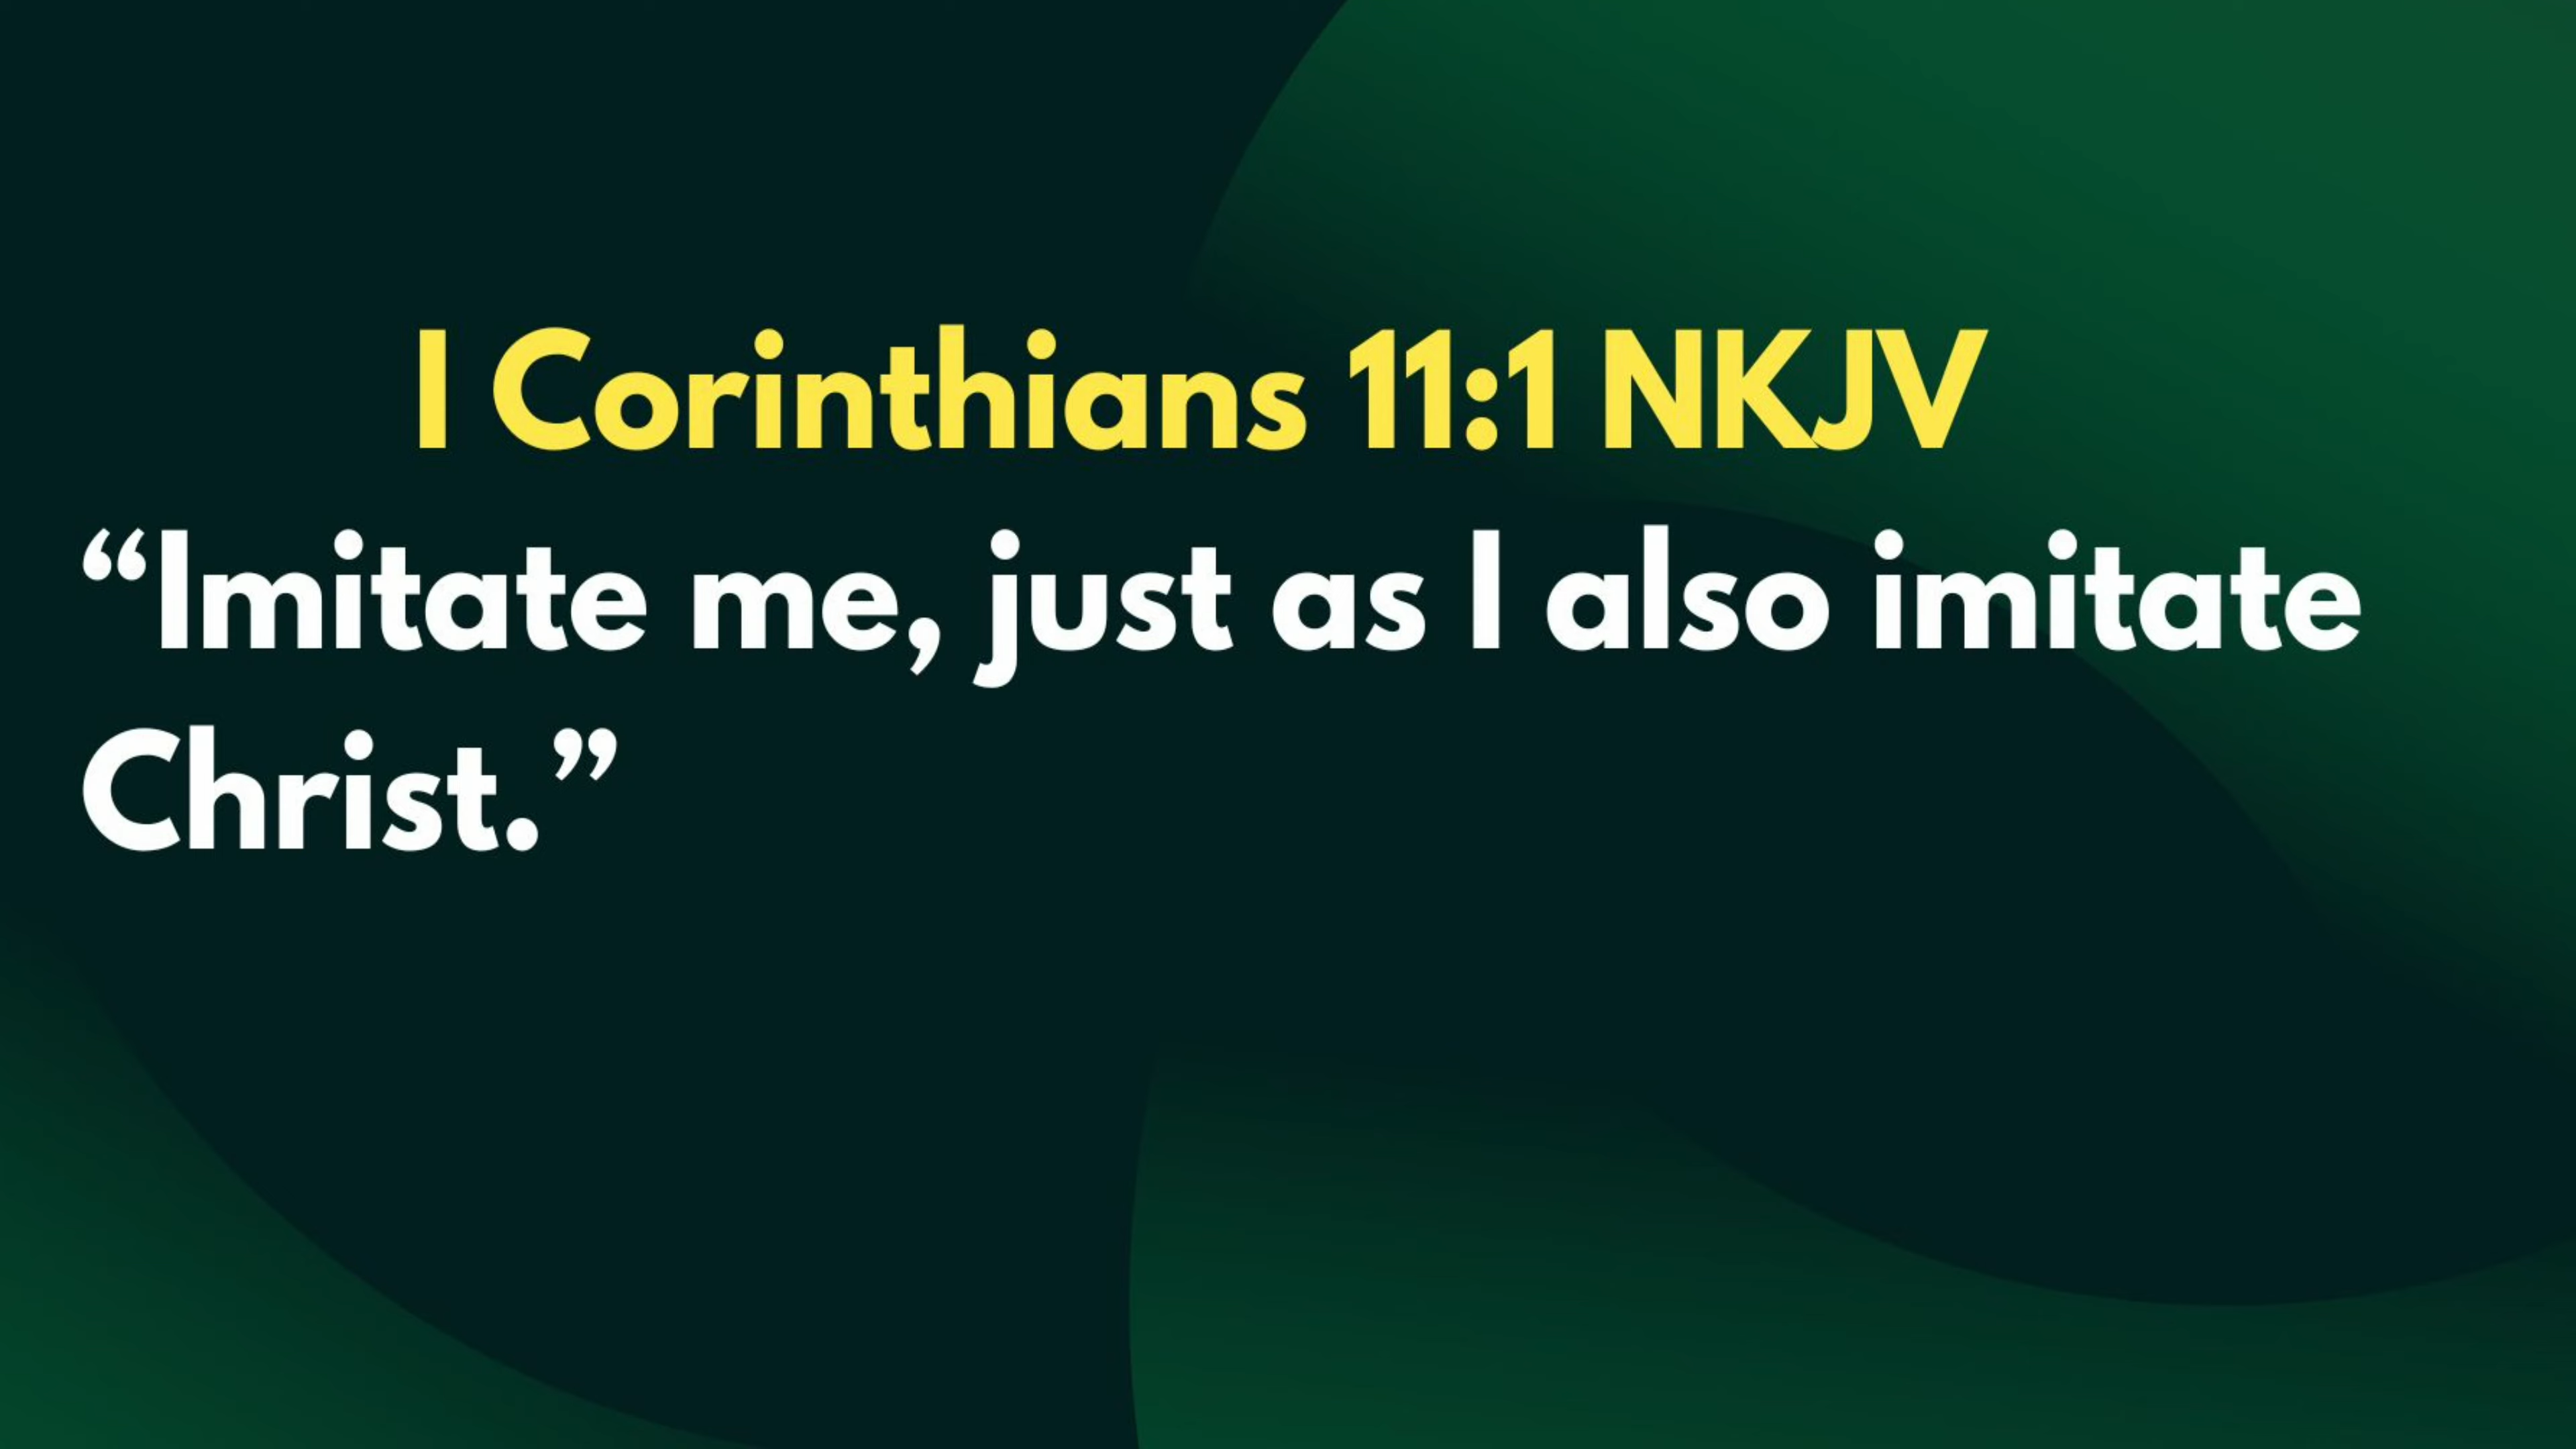 I Corinthians 11:1 NKJV
“Imitate me, just as I also imitate
Christ.”